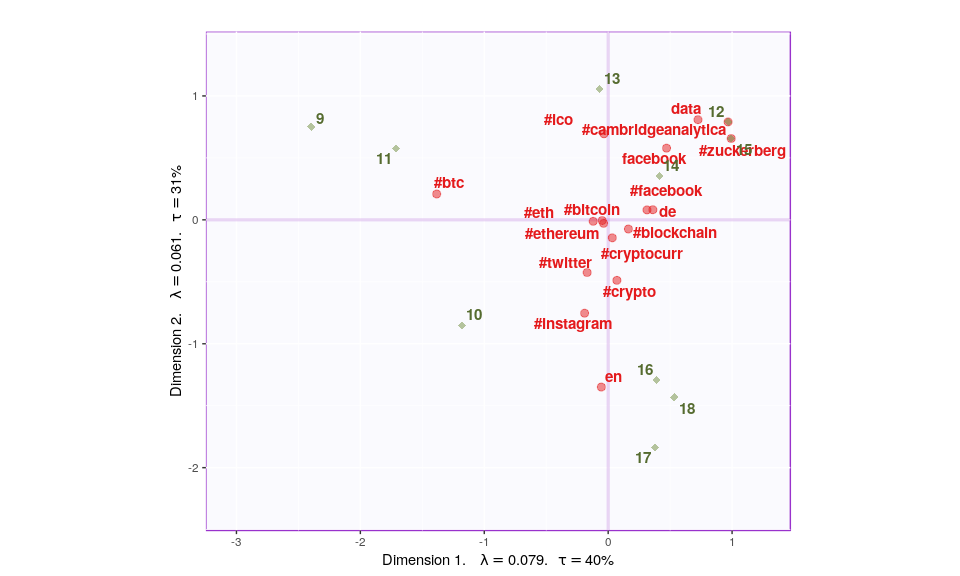 13
data
12
9
#ico
#cambridgeanalytica
15
#zuckerberg
11
facebook
14
#btc
#facebook
#eth
#bitcoin
de
#ethereum
#blockchain
#cryptocurr
#twitter
#crypto
10
#instagram
16
en
18
17
1
0
-1
-2
-3
-2
-1
0
1
Dimension 1. λ = 0.079. τ = 40%
Dimension 2. λ = 0.061. τ = 31%